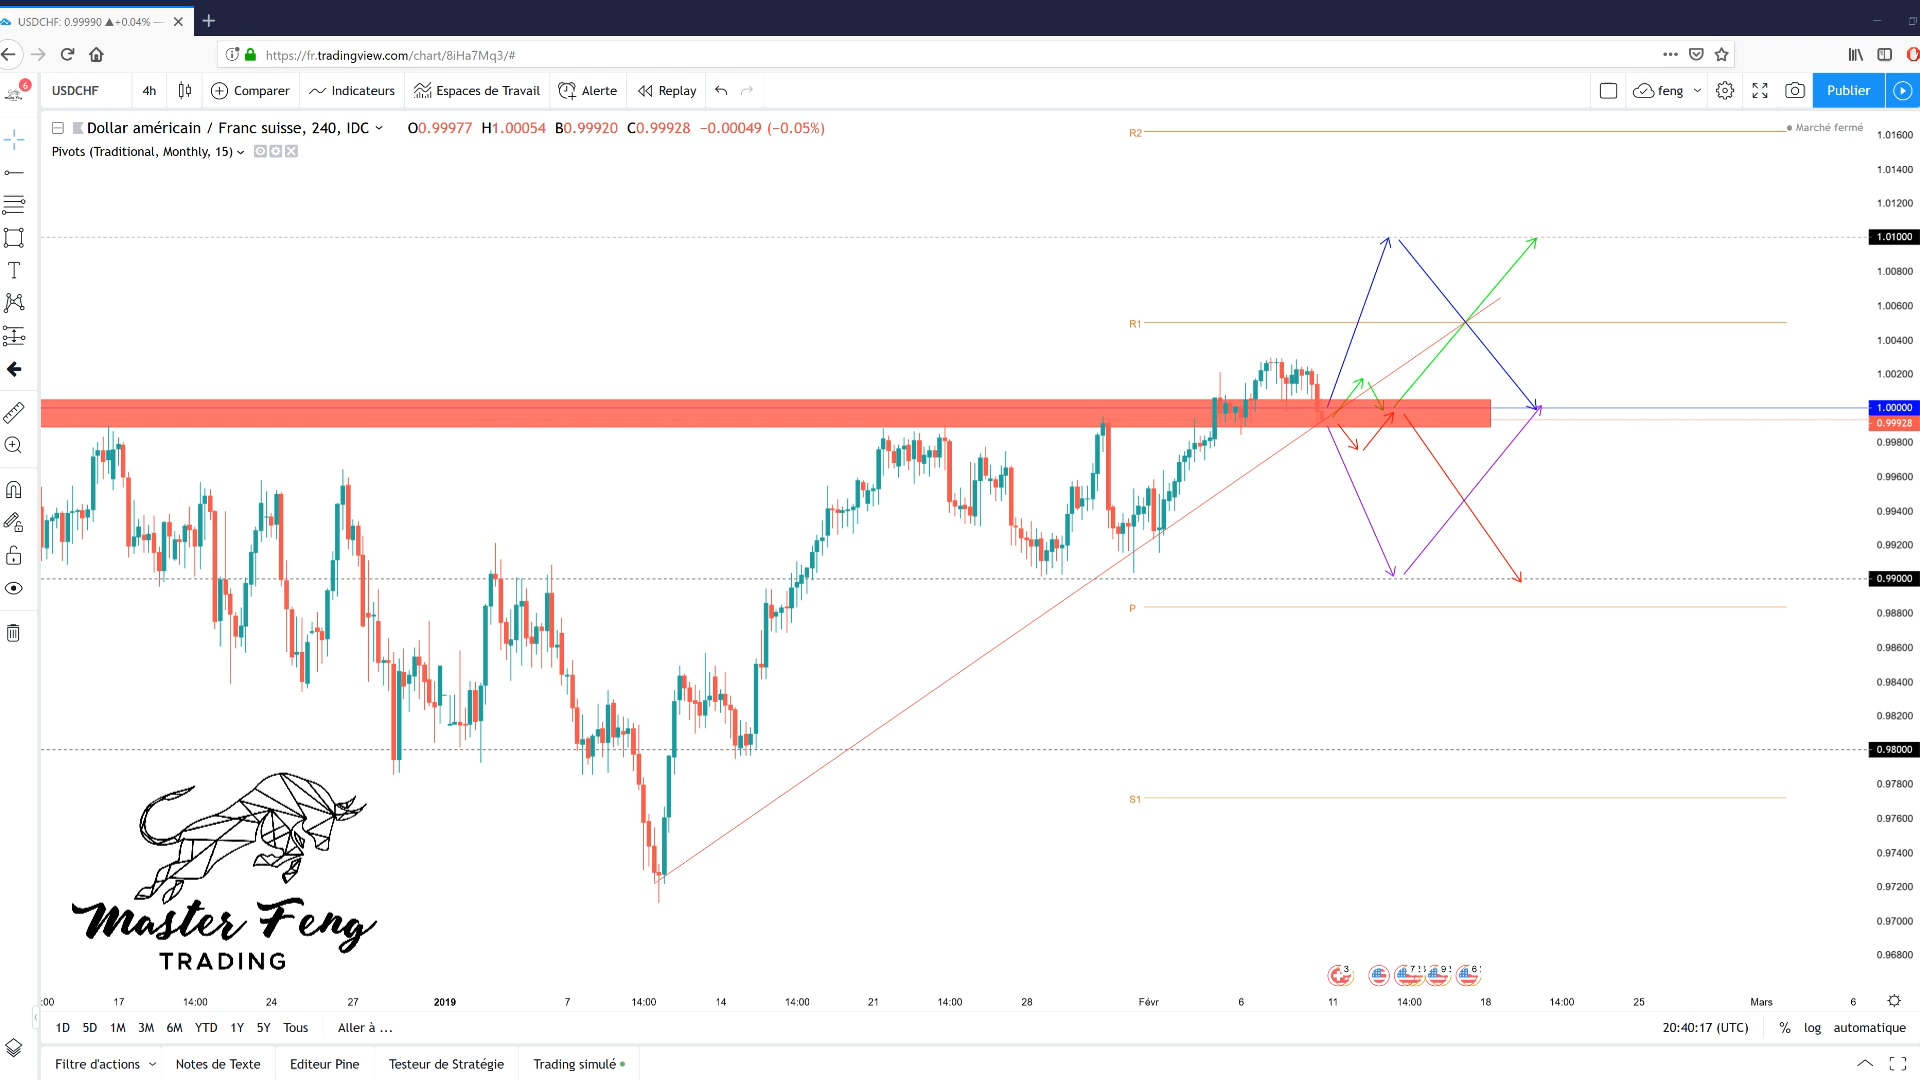 USDCHF: 0.99990 ▲+0.04% —
https://fr.tradingview.com/chart/8iHa7Mq3/#
6
USDCHF 4h Comparer Indicateurs Espaces de Travail Alerte Replay feng Publier
Dollar américain / Franc suisse, 240, IDC O0.99977 H1.00054 B0.99920 C0.99928 −0.00049 (−0.05%)
Pivots (Traditional, Monthly, 15)
Marché fermé
R2
R1
P
S1
1.01600
1.01400
1.01200
1.01000
1.00800
1.00600
1.00400
1.00200
1.00000
0.99928
0.99800
0.99600
0.99400
0.99200
0.99000
0.98800
0.98600
0.98400
0.98200
0.98000
0.97800
0.97600
0.97400
0.97200
0.97000
0.96800
Master Feng
TRADING
3 7 9 6
:00 17 14:00 24 27 2019 7 14:00 14 14:00 21 14:00 28 Févr 6 11 14:00 18 14:00 25 Mars 6
1D 5D 1M 3M 6M YTD 1Y 5Y Tous Aller à ... 20:40:17 (UTC) % log automatique
Filtre d'actions Notes de Texte Editeur Pine Testeur de Stratégie Trading simulé